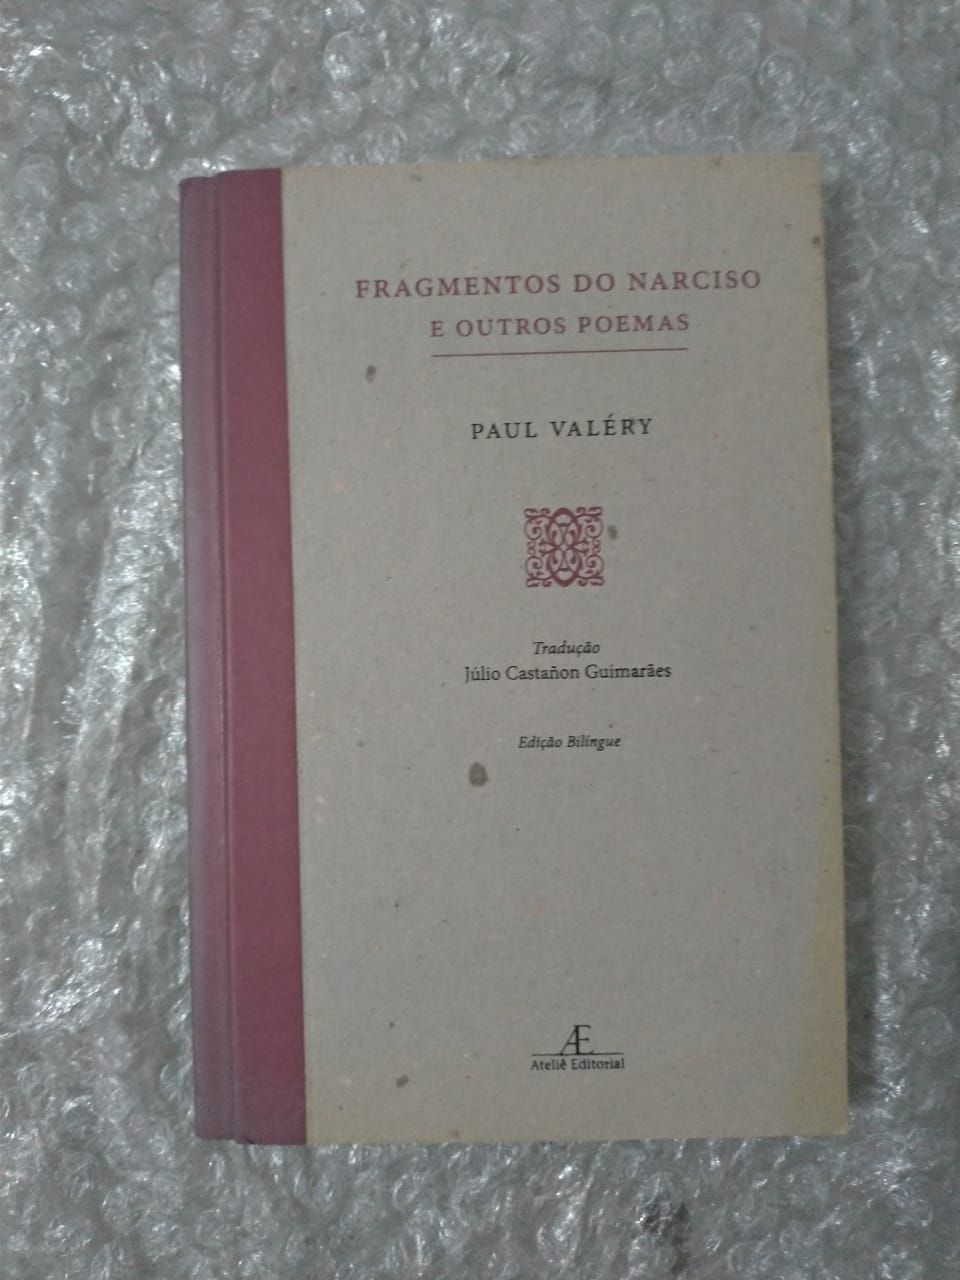 FRAGMENTOS DO NARCISO
E OUTROS POEMAS
PAUL VALÉRY
Tradução
Júlio Castañon Guimarães
Edição Bilíngue
Æ
Ateliê Editorial